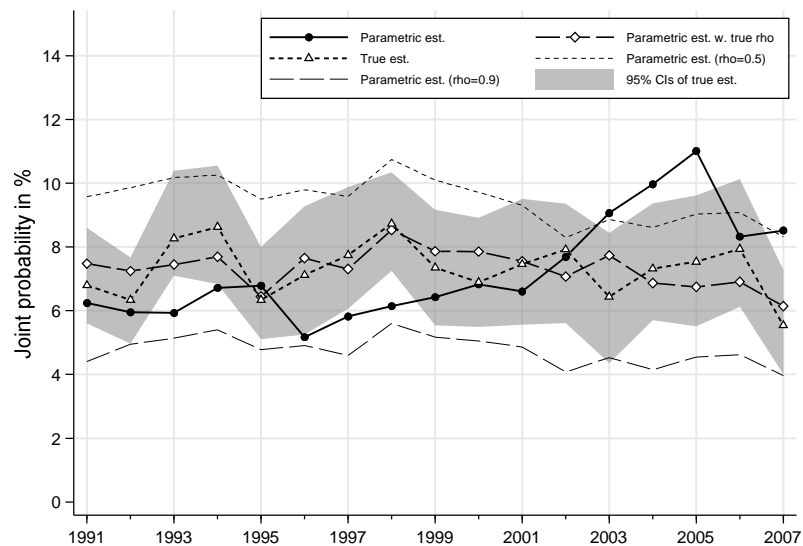 Parametric est.
Parametric est. w. true rho
True est.
Parametric est. (rho=0.5)
Parametric est. (rho=0.9)
95% CIs of true est.
Joint probability in %
14
12
10
8
6
4
2
0
1991 1993 1995 1997 1999 2001 2003 2005 2007